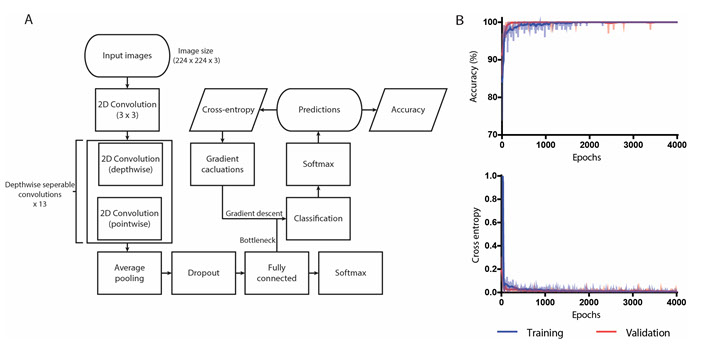 A
Input images
Image size
(224 x 224 x 3)
2D Convolution
(3 x 3)
Cross-entropy
Predictions
Accuracy
Depthwise seperable
convolutions
x 13
2D Convolution
(depthwise)
2D Convolution
(pointwise)
Gradient
cacluations
Softmax
Gradient descent
Classification
Bottleneck
Average
pooling
Dropout
Fully
connected
Softmax
B
Accuracy (%)
100
90
80
70
0
1000
2000
3000
4000
Epochs
Cross entropy
1.0
0.8
0.6
0.4
0.2
0.0
0
1000
2000
3000
4000
Epochs
Training
Validation